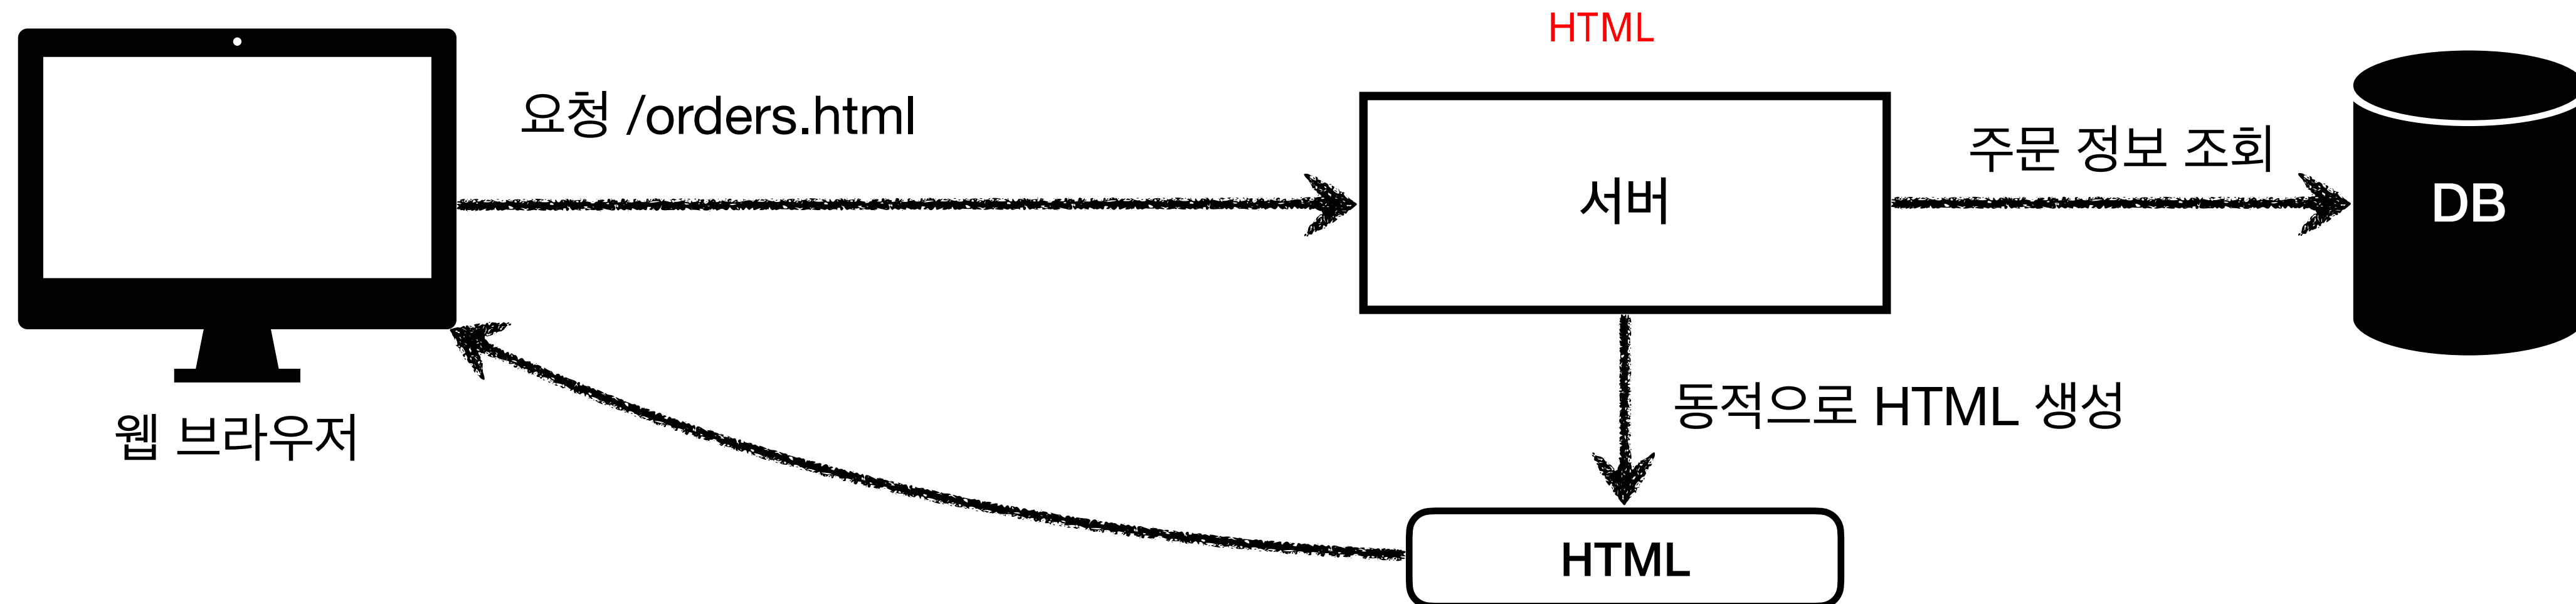 HTML
요청 /orders.html
주문 정보 조회
서버
DB
동적으로 HTML 생성
웹 브라우저
HTML